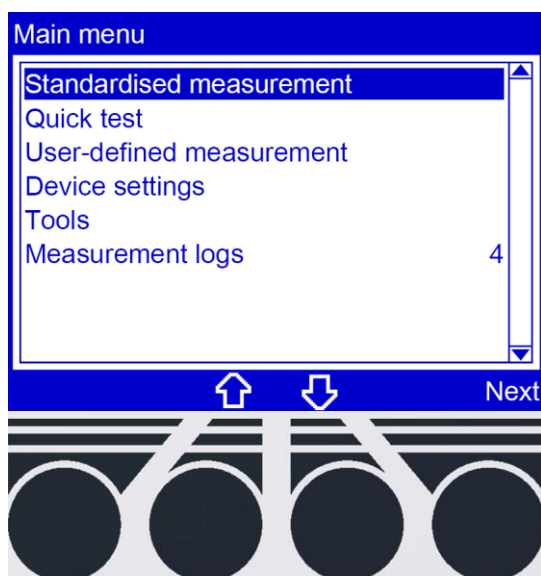 Main menu
Standardised measurement
Quick test
User-defined measurement
Device settings
Tools
Measurement logs 4
Next